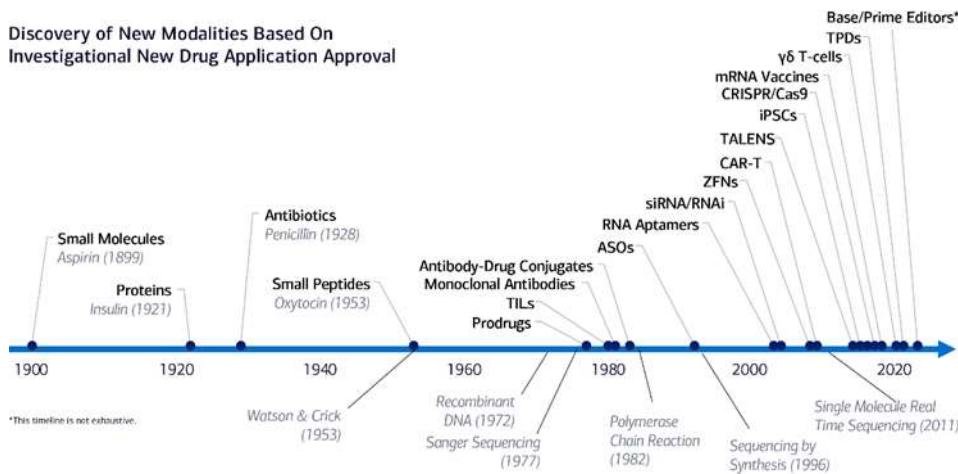 Discovery of New Modalities Based On
Investigational New Drug Application Approval
Base/Prime Editors*
TPDs
γδ T-cells
mRNA Vaccines
CRISPR/Cas9
iPSCs
TALENS
CAR-T
ZFNs
siRNA/RNAi
RNA Aptamers
ASOs
Antibiotics
Penicillin (1928)
Small Molecules
Aspirin (1899)
Antibody-Drug Conjugates
Monoclonal Antibodies
TILs
Prodrugs
Small Peptides
Oxytocin (1953)
Proteins
Insulin (1921)
1900 1920 1940 1960 1980 2000 2020
*This timeline is not exhaustive.
Watson & Crick
(1953)
Recombinant
DNA (1972)
Sanger Sequencing
(1977)
Polymerase
Chain Reaction
(1982)
Sequencing by
Synthesis (1996)
Single Molecule Real
Time Sequencing (2011)